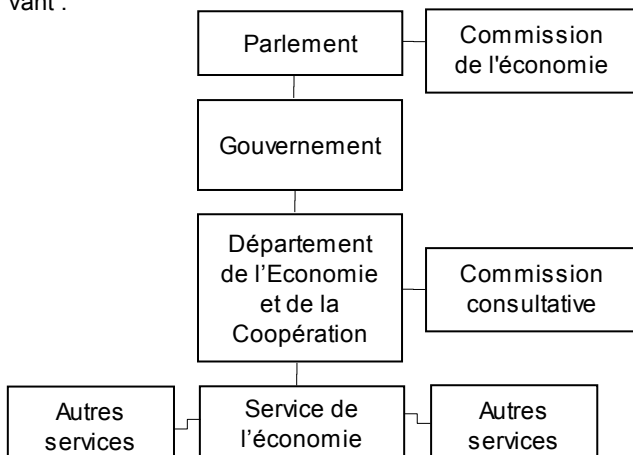 vant :
Parlement
Commission
de l'économie
Gouvernement
Département
de l’Economie
et de la
Coopération
Commission
consultative
Autres
services
Service de
l’économie
Autres
services